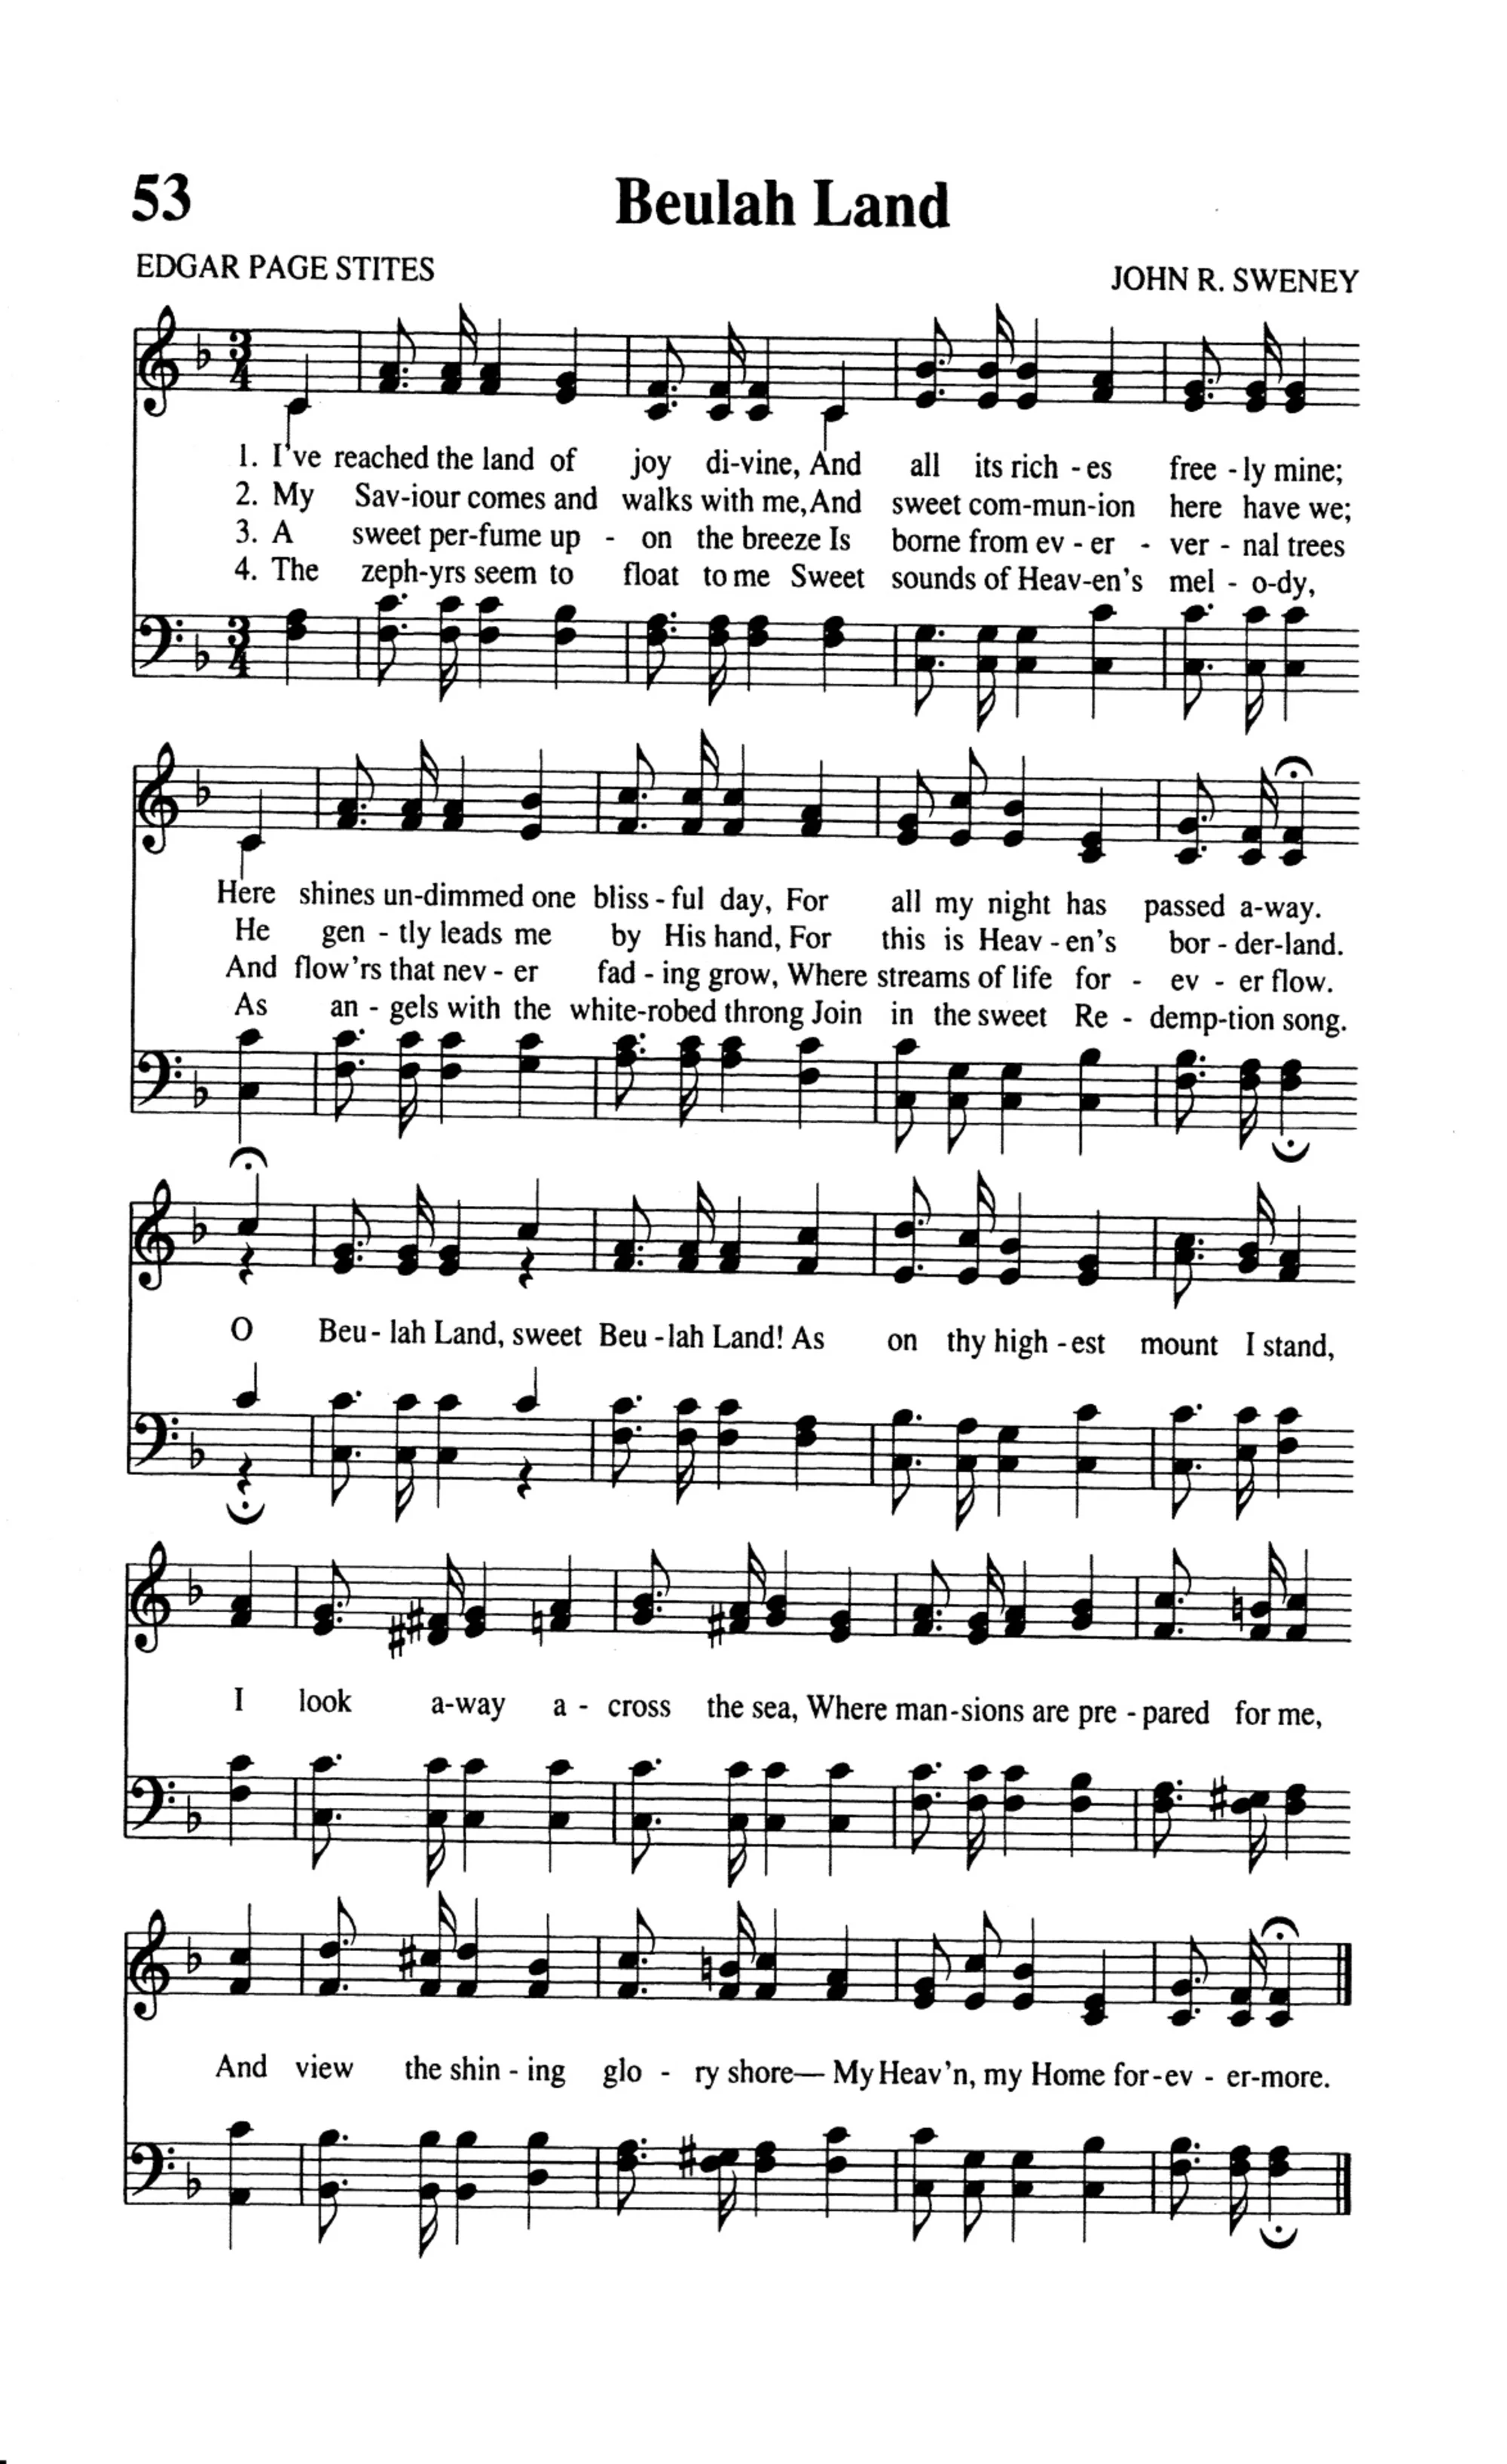 53
Beulah Land
EDGAR PAGE STITES
JOHN R. SWENEY
1. I've reached the land of joy di-vine, And all its rich - es free - ly mine;
2. My Sav-iour comes and walks with me, And sweet com-mun-ion here have we;
3. A sweet per-fume up - on the breeze Is borne from ev - er - ver - nal trees
4. The zeph-yrs seem to float to me Sweet sounds of Heav-en's mel - o-dy,
Here shines un-dimmed one bliss - ful day, For all my night has passed a-way.
He gen - tly leads me by His hand, For this is Heav - en's bor - der-land.
And flow'rs that nev - er fad - ing grow, Where streams of life for - ev - er flow.
As an - gels with the white-robed throng Join in the sweet Re - demp-tion song.
O Beu - lah Land, sweet Beu - lah Land! As on thy high - est mount I stand,
I look a-way a - cross the sea, Where man-sions are pre - pared for me,
And view the shin - ing glo - ry shore— My Heav'n, my Home for-ev - er-more.